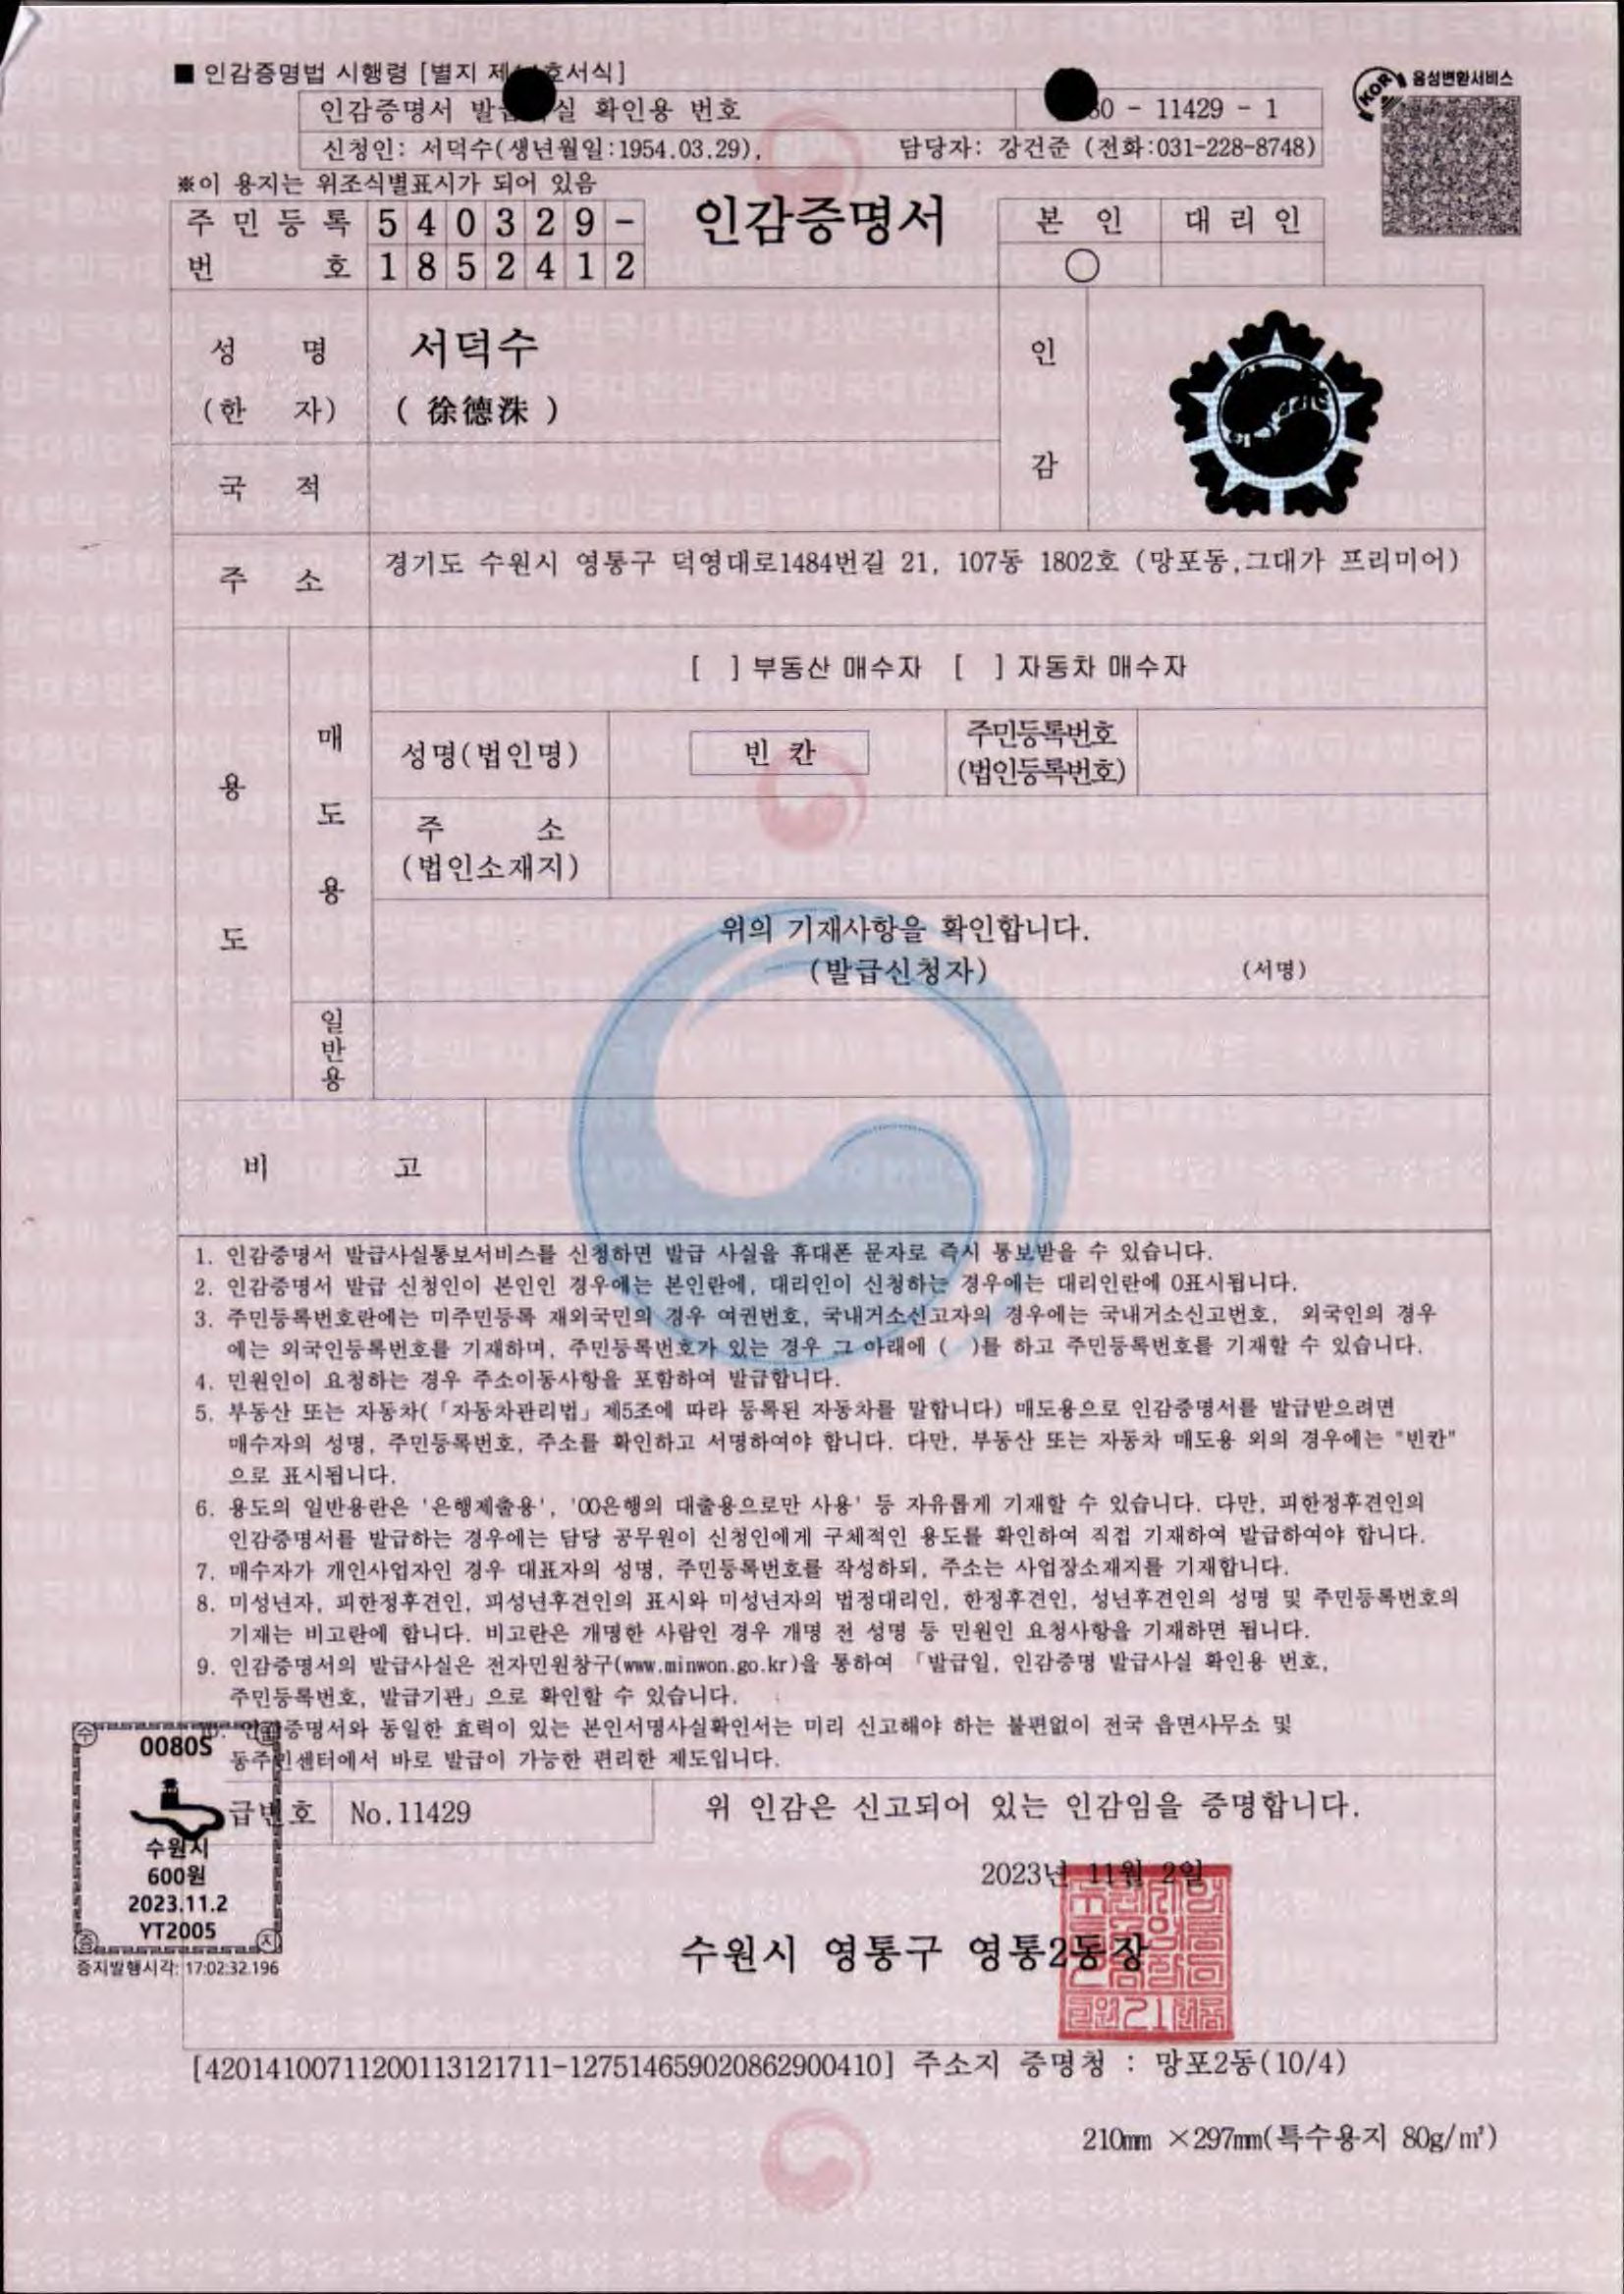 ■ 인감증명법 시행령 [별지 제 호서식]
인감증명서 발급 실 확인용 번호 30 - 11429 - 1
신청인: 서덕수(생년월일:1954.03.29), 담당자: 강건준 (전화:031-228-8748)
KOR 음성변환서비스
※이 용지는 위조식별표시가 되어 있음
주민등록 540329-
번 호 1852412
인감증명서
본 인 대리인
○
성 명 서덕수
(한 자) ( 徐德洙 )
인
감
국 적
주 소 경기도 수원시 영통구 덕영대로1484번길 21, 107동 1802호 (망포동,그대가 프리미어)
용
도
매
도
용
[ ] 부동산 매수자 [ ] 자동차 매수자
성명(법인명) 빈 칸 주민등록번호
(법인등록번호)
주 소
(법인소재지)
위의 기재사항을 확인합니다.
(발급신청자) (서명)
일
반
용
비 고
1. 인감증명서 발급사실통보서비스를 신청하면 발급 사실을 휴대폰 문자로 즉시 통보받을 수 있습니다.
2. 인감증명서 발급 신청인이 본인인 경우에는 본인란에, 대리인이 신청하는 경우에는 대리인란에 O표시됩니다.
3. 주민등록번호란에는 미주민등록 재외국민의 경우 여권번호, 국내거소신고자의 경우에는 국내거소신고번호, 외국인의 경우
에는 외국인등록번호를 기재하며, 주민등록번호가 있는 경우 그 아래에 ( )를 하고 주민등록번호를 기재할 수 있습니다.
4. 민원인이 요청하는 경우 주소이동사항을 포함하여 발급합니다.
5. 부동산 또는 자동차(「자동차관리법」제5조에 따라 등록된 자동차를 말합니다) 매도용으로 인감증명서를 발급받으려면
매수자의 성명, 주민등록번호, 주소를 확인하고 서명하여야 합니다. 다만, 부동산 또는 자동차 매도용 외의 경우에는 "빈칸"
으로 표시됩니다.
6. 용도의 일반용란은 '은행제출용', '00은행의 대출용으로만 사용' 등 자유롭게 기재할 수 있습니다. 다만, 피한정후견인의
인감증명서를 발급하는 경우에는 담당 공무원이 신청인에게 구체적인 용도를 확인하여 직접 기재하여 발급하여야 합니다.
7. 매수자가 개인사업자인 경우 대표자의 성명, 주민등록번호를 작성하되, 주소는 사업장소재지를 기재합니다.
8. 미성년자, 피한정후견인, 피성년후견인의 표시와 미성년자의 법정대리인, 한정후견인, 성년후견인의 성명 및 주민등록번호의
기재는 비고란에 합니다. 비고란은 개명한 사람인 경우 개명 전 성명 등 민원인 요청사항을 기재하면 됩니다.
9. 인감증명서의 발급사실은 전자민원창구(www.minwon.go.kr)을 통하여 「발급일, 인감증명 발급사실 확인용 번호,
주민등록번호, 발급기관」으로 확인할 수 있습니다.
인감증명서와 동일한 효력이 있는 본인서명사실확인서는 미리 신고해야 하는 불편없이 전국 읍면사무소 및
동주민센터에서 바로 발급이 가능한 편리한 제도입니다.
수
증
지
0080S
수원시
600원
2023.11.2
YT2005
증지발행시각: 17:02:32.196
급번호 No.11429 위 인감은 신고되어 있는 인감임을 증명합니다.
2023년 11월 2일
수원시 영통구 영통2동장
[42014100711200113121711-127514659020862900410] 주소지 증명청 : 망포2동(10/4)
210mm ×297mm(특수용지 80g/㎡)